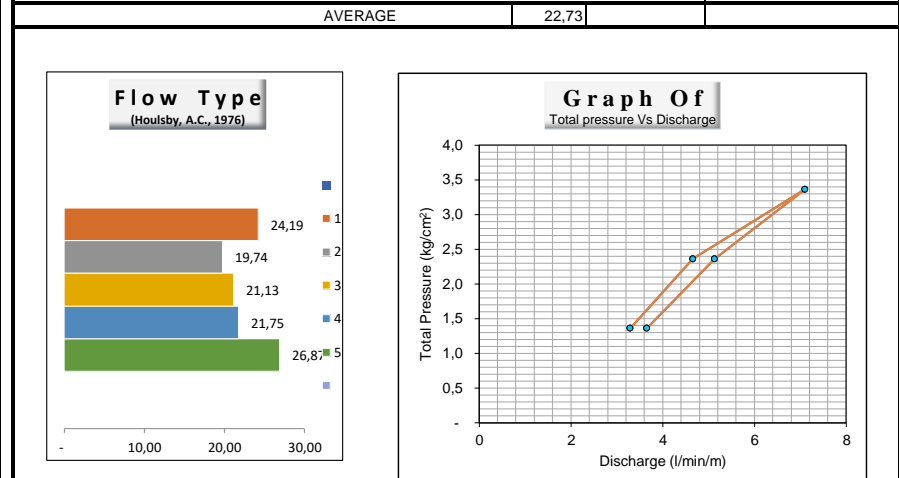 AVERAGE 22,73
Flow Type
(Houlsby, A.C., 1976)
24,19
19,74
21,13
21,75
26,87
1
2
3
4
5
- 10,00 20,00 30,00
Graph Of
Total pressure Vs Discharge
Total Pressure (kg/cm²)
4,0
3,5
3,0
2,5
2,0
1,5
1,0
0,5
-
0 2 4 6 8
Discharge (l/min/m)